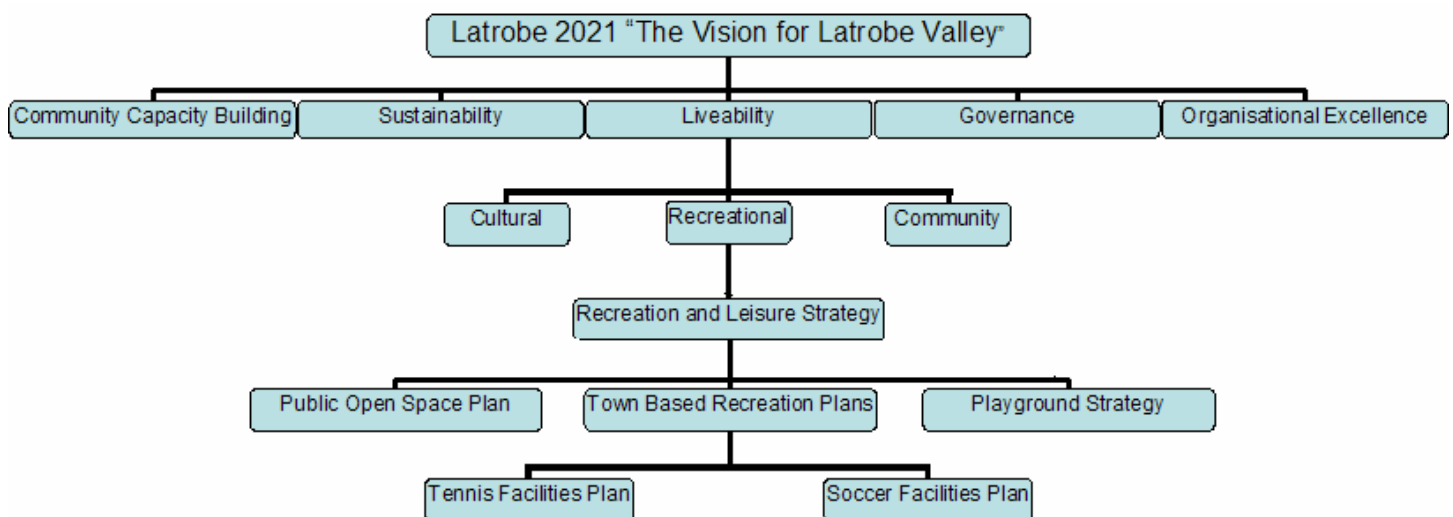 Latrobe 2021 "The Vision for Latrobe Valley"
Community Capacity Building
Sustainability
Liveability
Governance
Organisational Excellence
Cultural
Recreational
Community
Recreation and Leisure Strategy
Public Open Space Plan
Town Based Recreation Plans
Playground Strategy
Tennis Facilities Plan
Soccer Facilities Plan